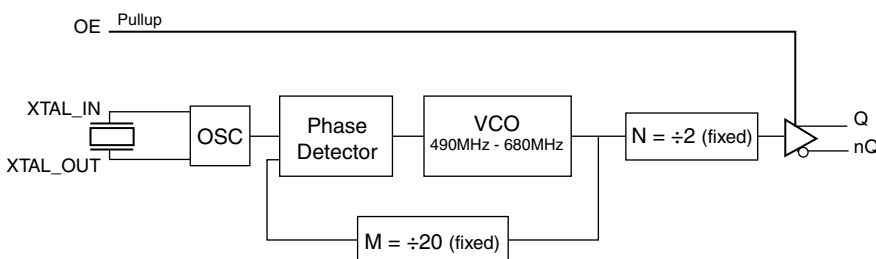 OE Pullup
XTAL_IN
XTAL_OUT
OSC
Phase
Detector
VCO
490MHz - 680MHz
N = ÷2 (fixed)
Q
nQ
M = ÷20 (fixed)